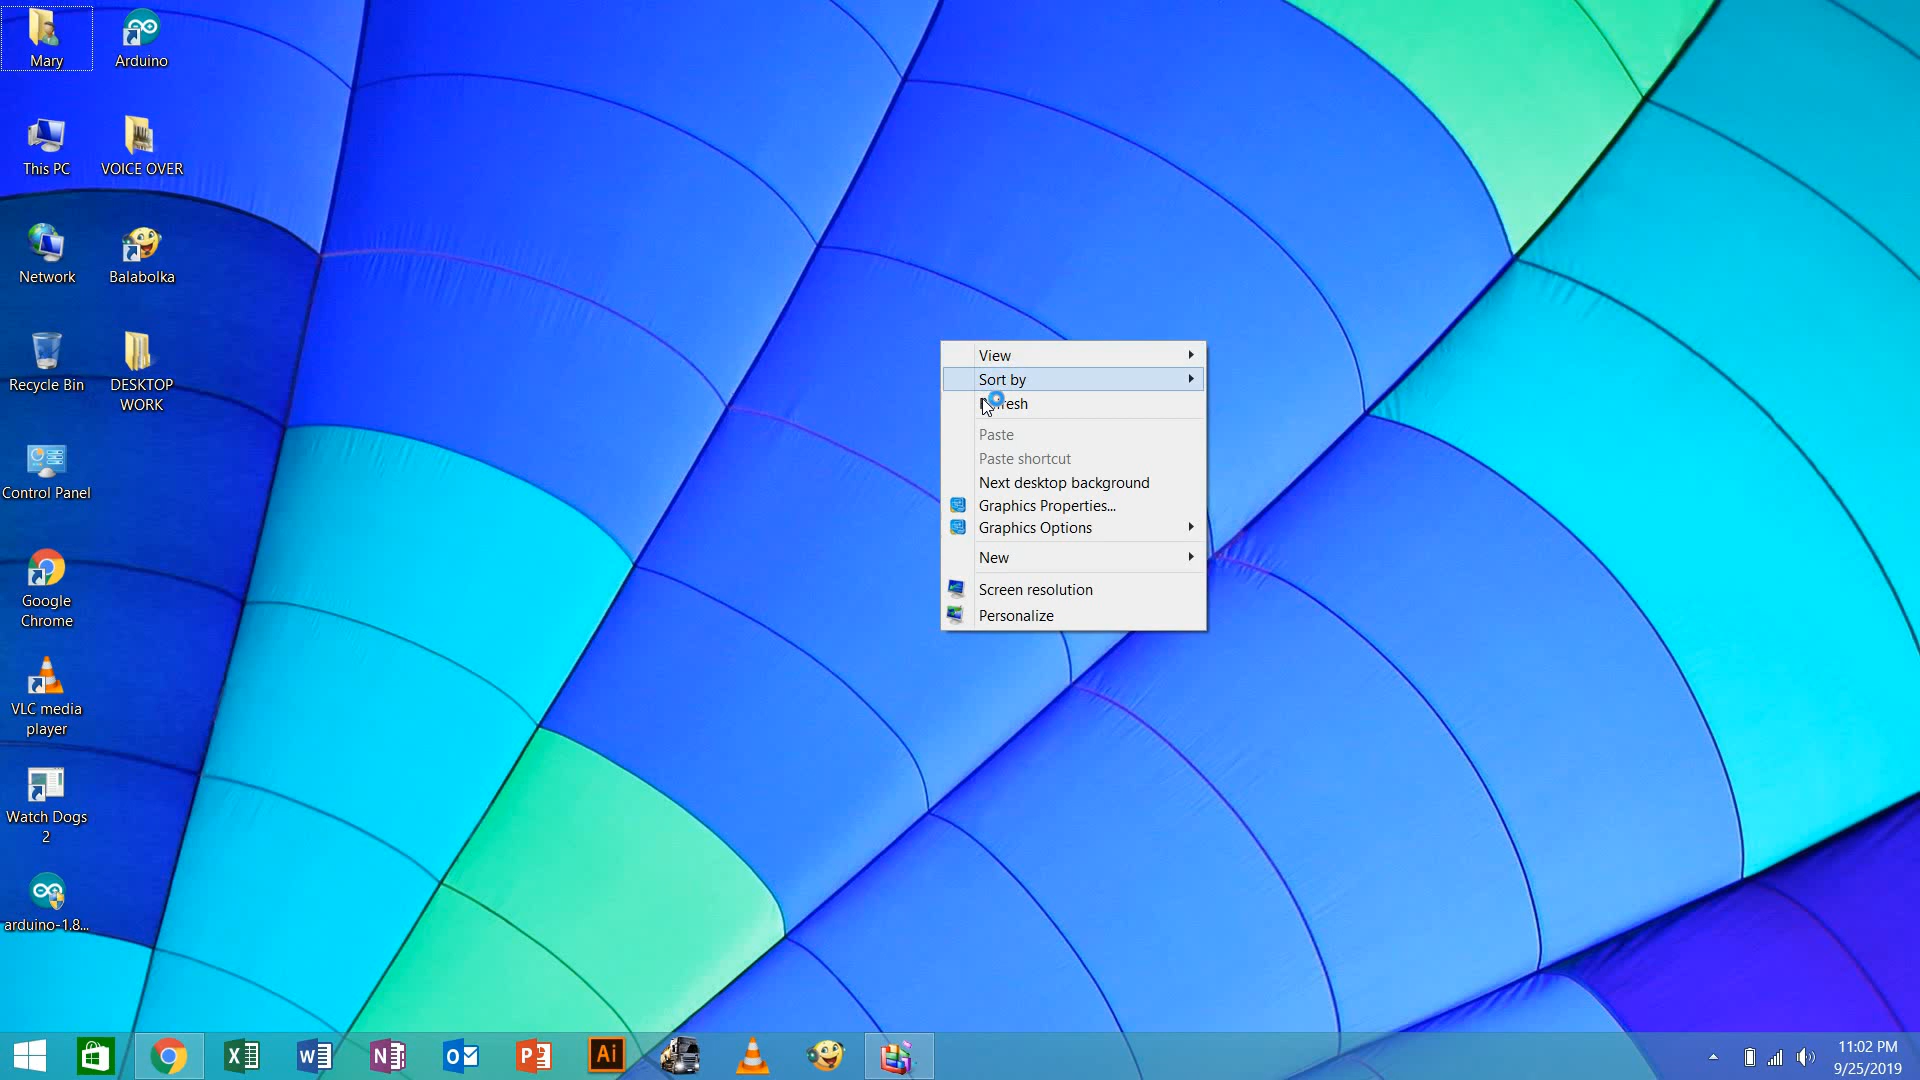 Mary
Arduino
This PC
VOICE OVER
Network
Balabolka
Recycle Bin
DESKTOP
WORK
Control Panel
Google
Chrome
VLC media
player
Watch Dogs
2
arduino-1.8...
View
Sort by
Paste
Paste shortcut
Next desktop background
Graphics Properties...
Graphics Options
New
Screen resolution
Personalize
Ai
11:02 PM
9/25/2019